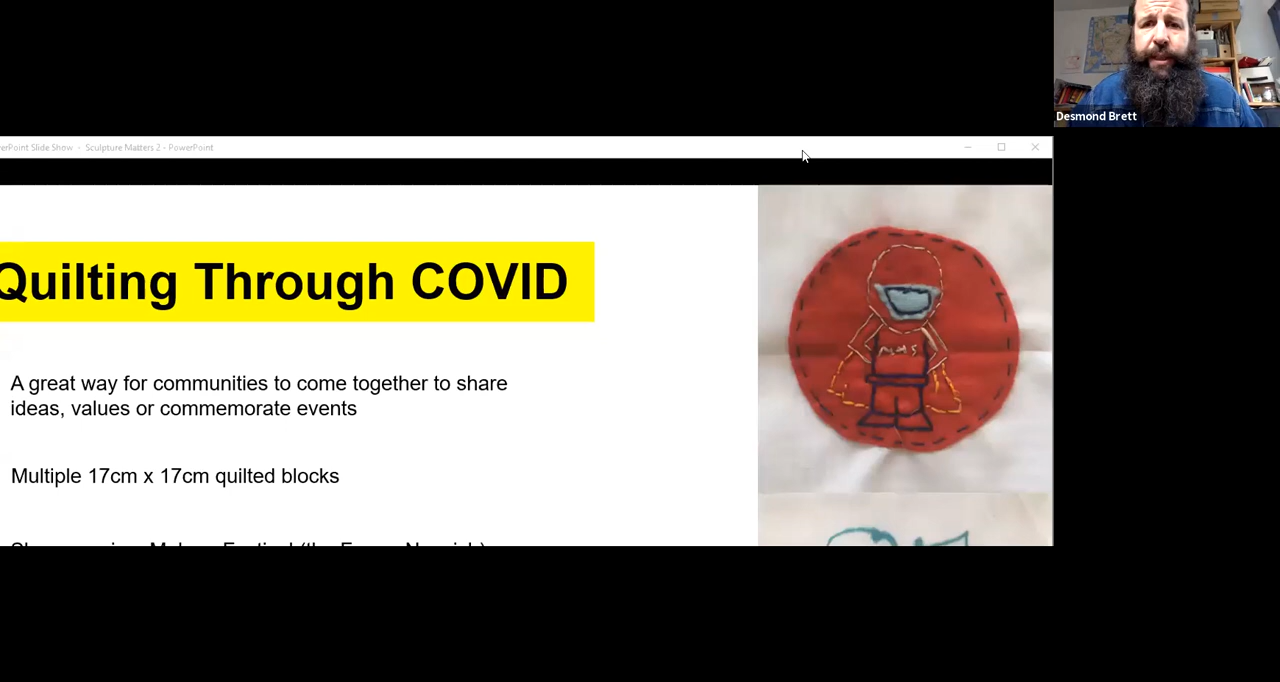 Desmond Brett
PowerPoint Slide Show - Sculpture Matters 2 - PowerPoint
Quilting Through COVID
A great way for communities to come together to share
ideas, values or commemorate events
Multiple 17cm x 17cm quilted blocks
NHS